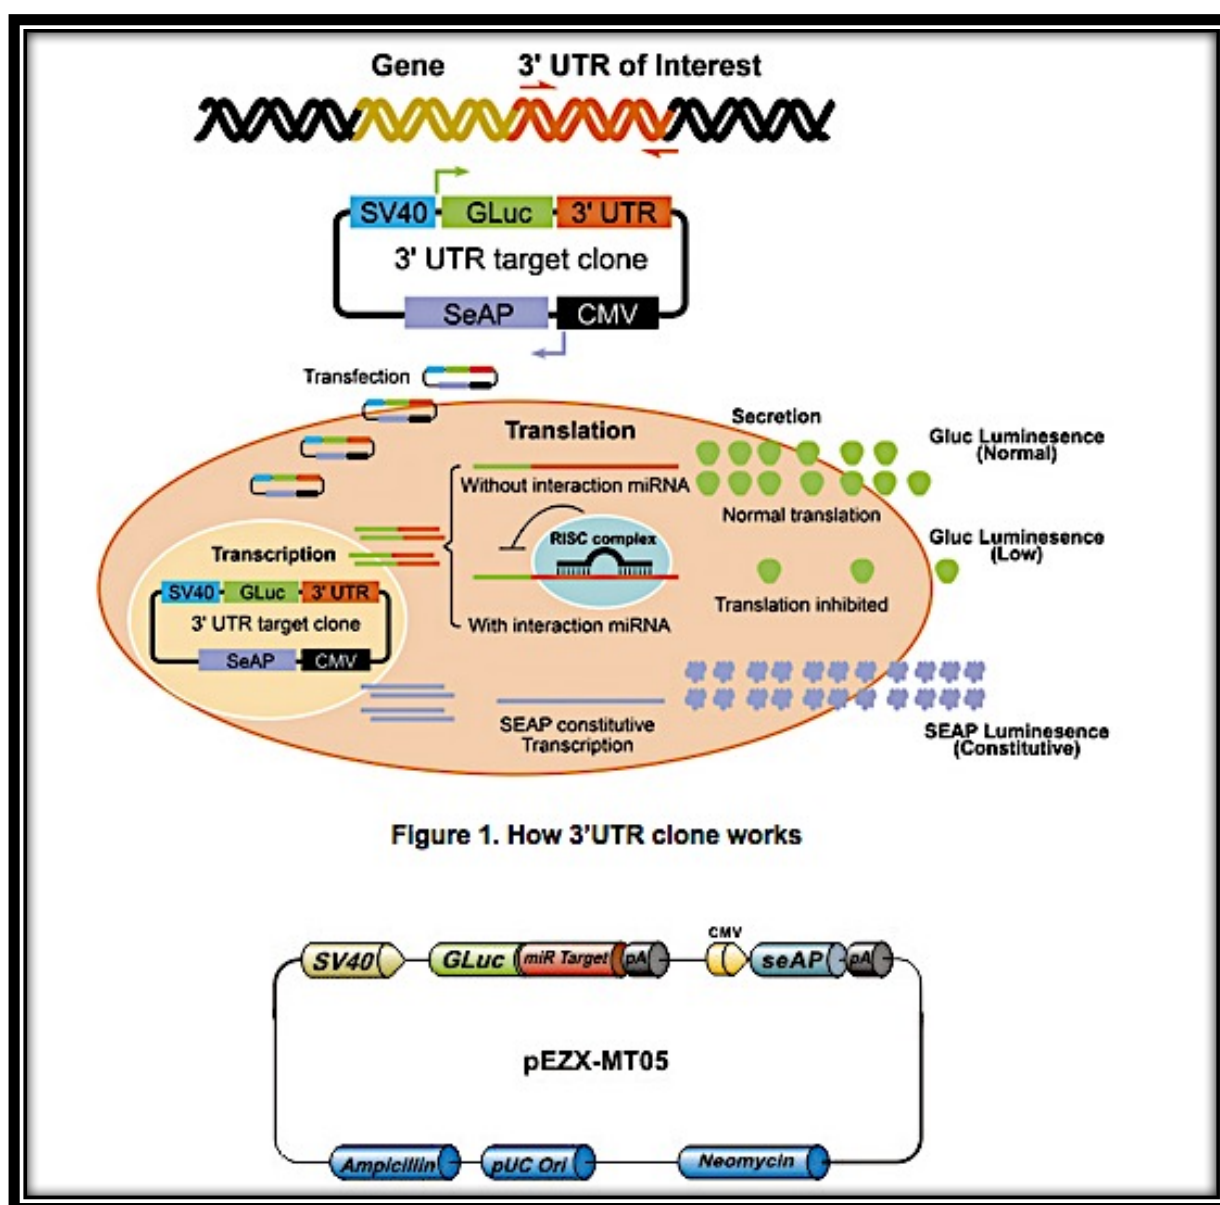 Gene 3' UTR of Interest
SV40 GLuc 3' UTR
3' UTR target clone
SeAP CMV
Transfection
Translation
Secretion
Gluc Luminesence
(Normal)
Without interaction miRNA
Normal translation
RISC complex
Gluc Luminesence
(Low)
Transcription
SV40 GLuc 3' UTR
3' UTR target clone
SeAP CMV
Translation inhibited
With interaction miRNA
SEAP constitutive
Transcription
SEAP Luminesence
(Constitutive)
Figure 1. How 3'UTR clone works
CMV
SV40 GLuc miR Target pA seAP pA
pEZX-MT05
Ampicillin pUC Ori Neomycin